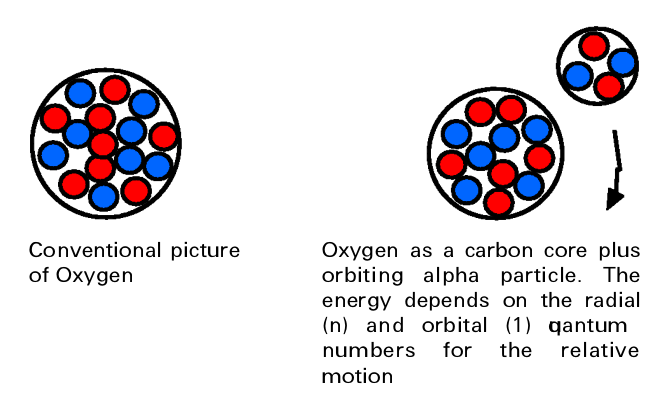 Conventional picture
of Oxygen
Oxygen as a carbon core plus
orbiting alpha particle. The
energy depends on the radial
(n) and orbital (1) qantum
numbers for the relative
motion